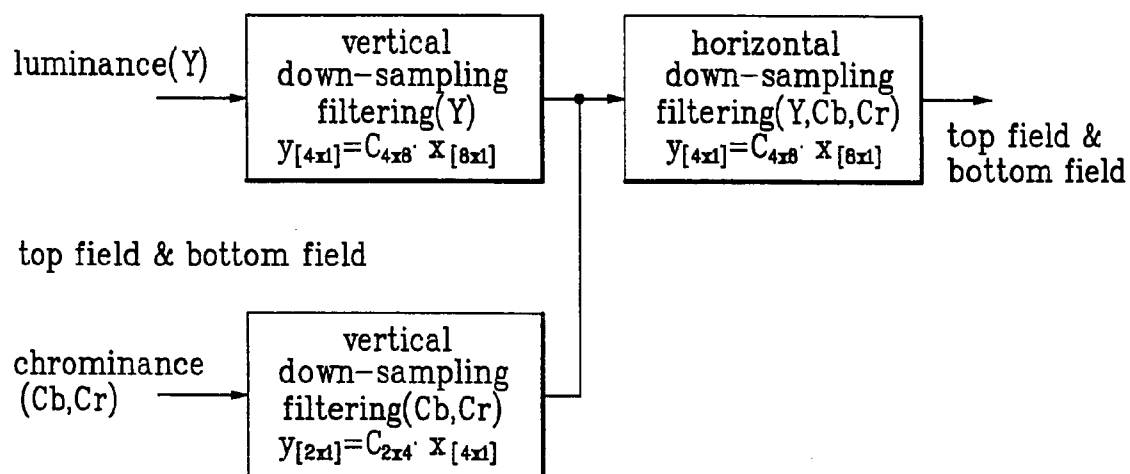 luminance(Y)
vertical
down-sampling
filtering(Y)
y[4x1]=C4x8· x[8x1]
horizontal
down-sampling
filtering(Y,Cb,Cr)
y[4x1]=C4x8· x[8x1]
top field &
bottom field
top field & bottom field
chrominance
(Cb,Cr)
vertical
down-sampling
filtering(Cb,Cr)
y[2x1]=C2x4· x[4x1]